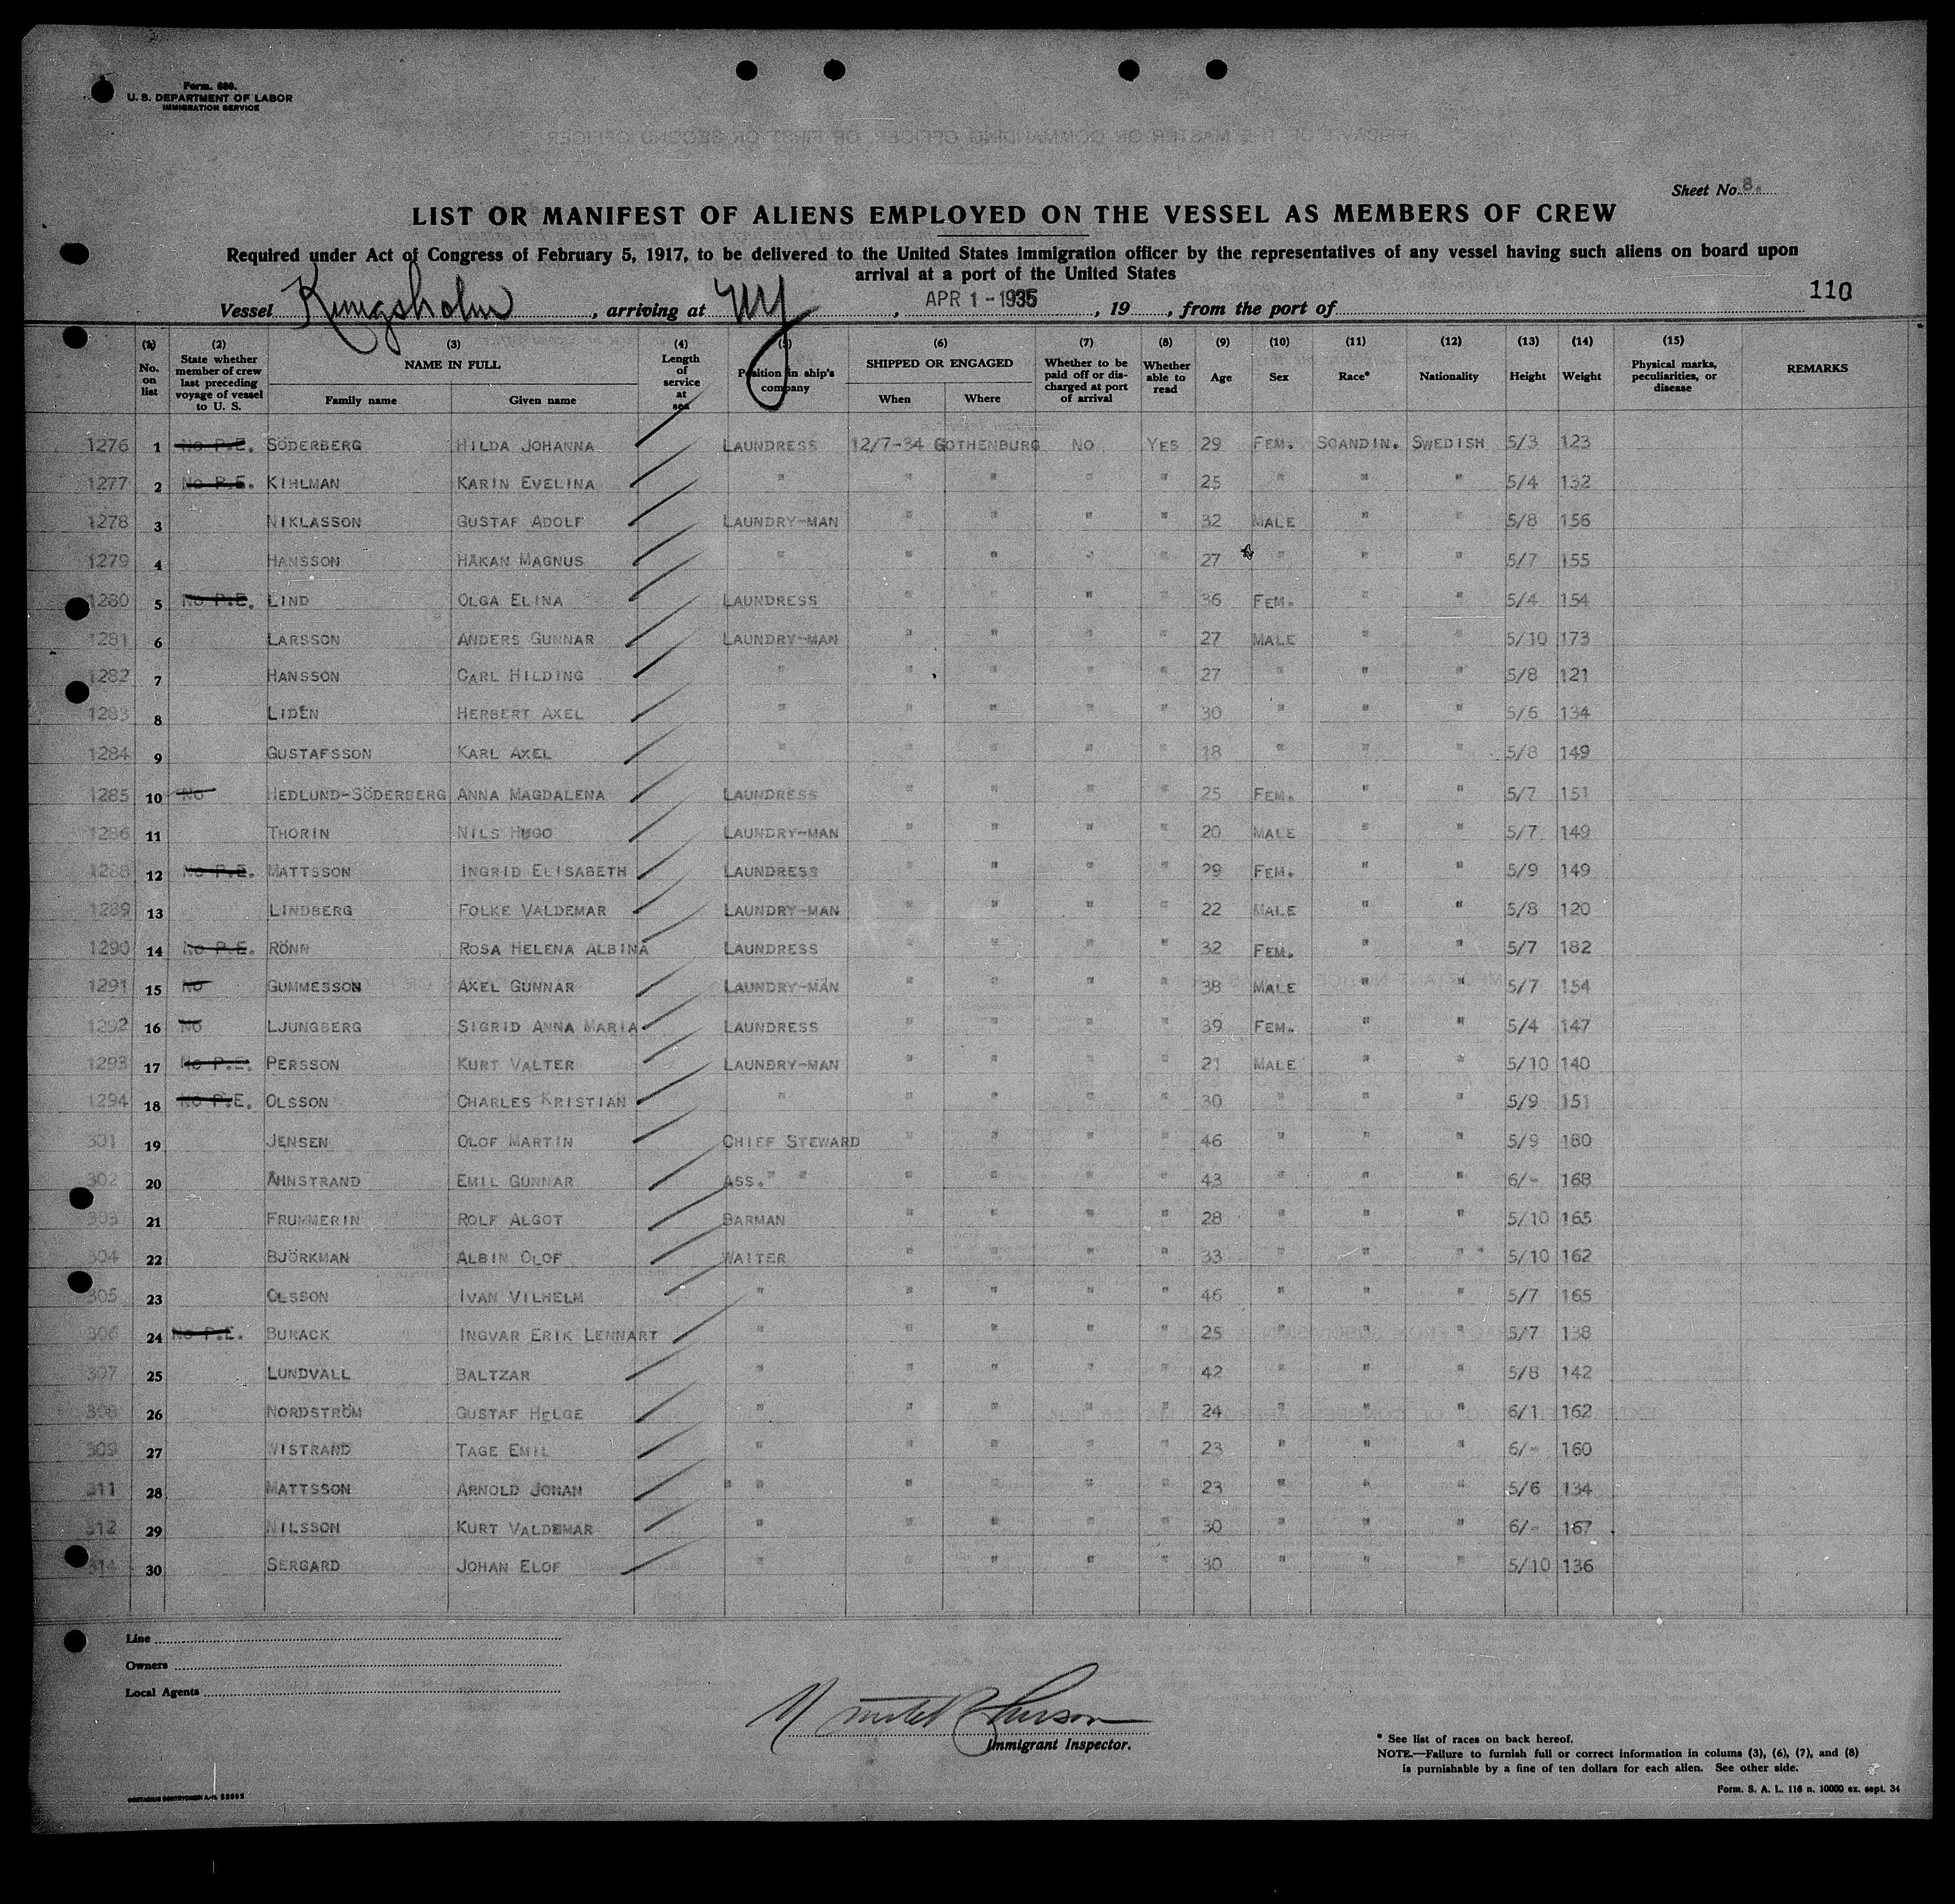 Form. 680.
U. S. DEPARTMENT OF LABOR
IMMIGRATION SERVICE
Sheet No. 8.
LIST OR MANIFEST OF ALIENS EMPLOYED ON THE VESSEL AS MEMBERS OF CREW
Required under Act of Congress of February 5, 1917, to be delivered to the United States immigration officer by the representatives of any vessel having such aliens on board upon
arrival at a port of the United States
Vessel Kungsholm, arriving at NY, APR 1 - 1935, 19, from the port of
110
(1) No. on list (2) State whether member of crew last preceding voyage of vessel to U. S. (3) NAME IN FULL Family name Given name (4) Length of service at sea (5) Position in ship's company (6) SHIPPED OR ENGAGED When Where (7) Whether to be paid off or discharged at port of arrival (8) Whether able to read (9) Age (10) Sex (11) Race* (12) Nationality (13) Height (14) Weight (15) Physical marks, peculiarities, or disease REMARKS
1276 1 No P.E. SÖDERBERG HILDA JOHANNA LAUNDRESS 12/7-34 GOTHENBURG NO YES 29 FEM. SCANDIN. SWEDISH 5/3 123
1277 2 No P.E. KIHLMAN KARIN EVELINA " " " " " 25 " " " 5/4 132
1278 3 NIKLASSON GUSTAF ADOLF LAUNDRY-MAN " " " " 32 MALE " " 5/8 156
1279 4 HANSSON HÅKAN MAGNUS " " " " " 27 " " " 5/7 155
1280 5 No P.E. LIND OLGA ELINA LAUNDRESS " " " " 36 FEM. " " 5/4 154
1281 6 LARSSON ANDERS GUNNAR LAUNDRY-MAN " " " " 27 MALE " " 5/10 173
1282 7 HANSSON CARL HILDING " " " " " 27 " " " 5/8 121
1283 8 LIDÉN HERBERT AXEL " " " " " 30 " " " 5/6 134
1284 9 GUSTAFSSON KARL AXEL " " " " " 18 " " " 5/8 149
1285 10 No HEDLUND-SÖDERBERG ANNA MAGDALENA LAUNDRESS " " " " 25 FEM. " " 5/7 151
1286 11 THORIN NILS HUGO LAUNDRY-MAN " " " " 20 MALE " " 5/7 149
1288 12 No P.E. MATTSSON INGRID ELISABETH LAUNDRESS " " " " 29 FEM. " " 5/9 149
1289 13 LINDBERG FOLKE VALDEMAR LAUNDRY-MAN " " " " 22 MALE " " 5/8 120
1290 14 No P.E. RÖNN ROSA HELENA ALBINA LAUNDRESS " " " " 32 FEM. " " 5/7 182
1291 15 No GUMMESSON AXEL GUNNAR LAUNDRY-MAN " " " " 38 MALE " " 5/7 154
1292 16 No LJUNGBERG SIGRID ANNA MARIA LAUNDRESS " " " " 39 FEM. " " 5/4 147
1293 17 No P.E. PERSSON KURT VALTER LAUNDRY-MAN " " " " 21 MALE " " 5/10 140
1294 18 No P.E. OLSSON CHARLES KRISTIAN " " " " " 30 " " " 5/9 151
301 19 JENSEN OLOF MARTIN CHIEF STEWARD " " " " 46 " " " 5/9 180
302 20 ÅHNSTRAND EMIL GUNNAR ASS. " " " " " " 43 " " " 6/- 168
303 21 FRUMMERIN ROLF ALGOT BARMAN " " " " 28 " " " 5/10 165
304 22 BJÖRKMAN ALBIN OLOF WAITER " " " " 33 " " " 5/10 162
305 23 OLSSON IVAN VILHELM " " " " " 46 " " " 5/7 165
306 24 No P.E. BURACK INGVAR ERIK LENNART " " " " " 25 " " " 5/7 138
307 25 LUNDVALL BALTZAR " " " " " 42 " " " 5/8 142
308 26 NORDSTRÖM GUSTAF HELGE " " " " " 24 " " " 6/1 162
309 27 WISTRAND TAGE EMIL " " " " " 23 " " " 6/- 160
311 28 MATTSSON ARNOLD JOHAN " " " " " " 23 " " " 5/6 134
312 29 NILSSON KURT VALDEMAR " " " " " 30 " " " 6/- 167
314 30 SERGARD JOHAN ELOF " " " " " 30 " " " 5/10 136
Line
Owners
Local Agents
Immigrant Inspector.
* See list of races on back hereof.
NOTE.—Failure to furnish full or correct information in colums (3), (6), (7), and (8)
is purnishable by a fine of ten dollars for each alien. See other side.
Form. S. A. L. 116 n. 10000 ex. sept. 34